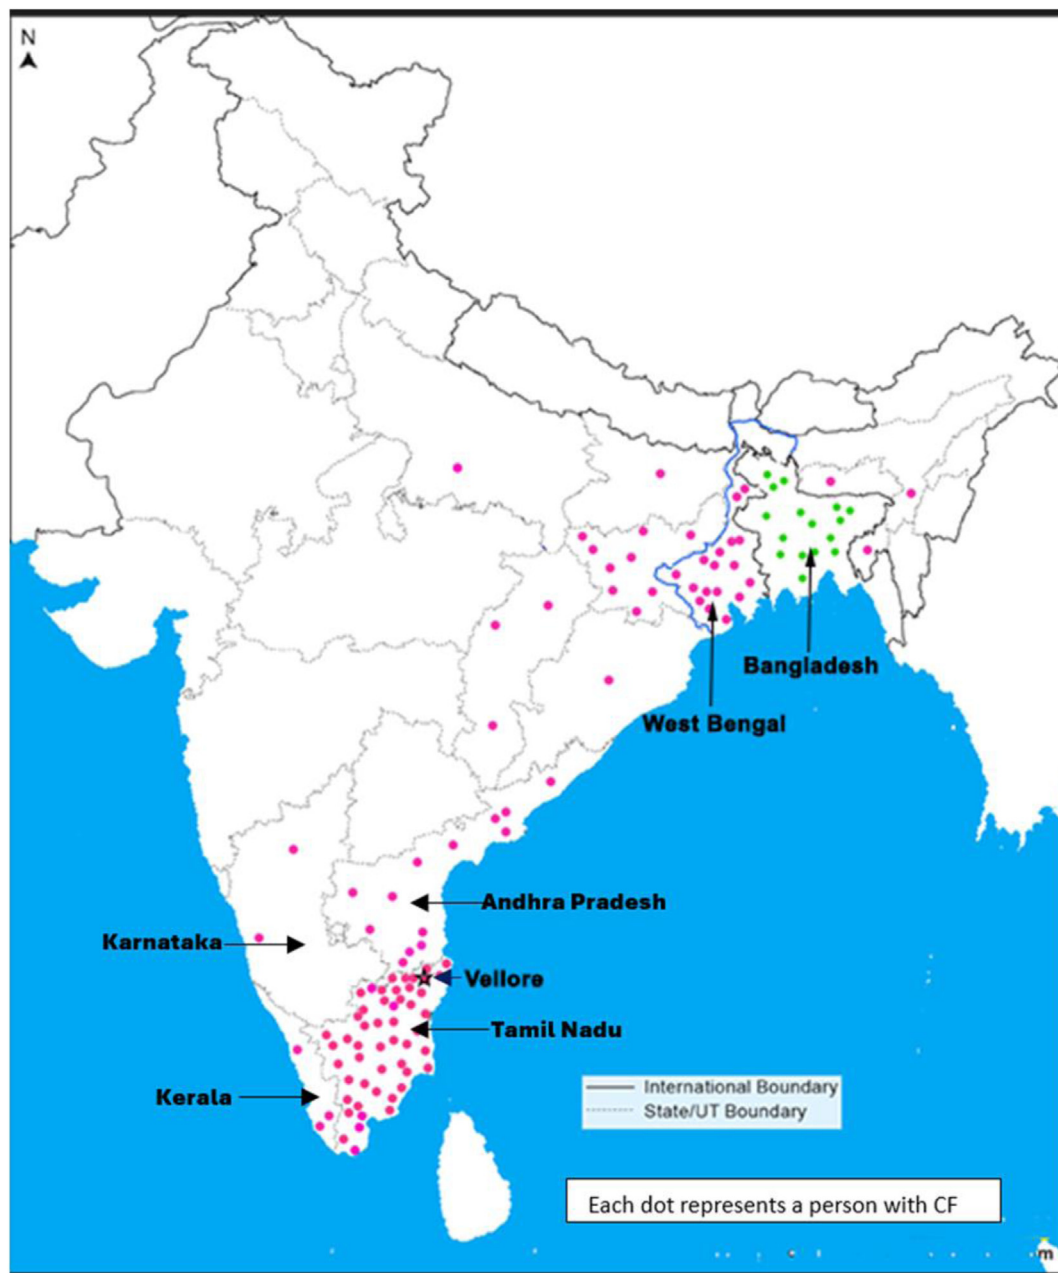 N
Bangladesh
West Bengal
Andhra Pradesh
Karnataka
Vellore
Tamil Nadu
Kerala
International Boundary
State/UT Boundary
Each dot represents a person with CF
m